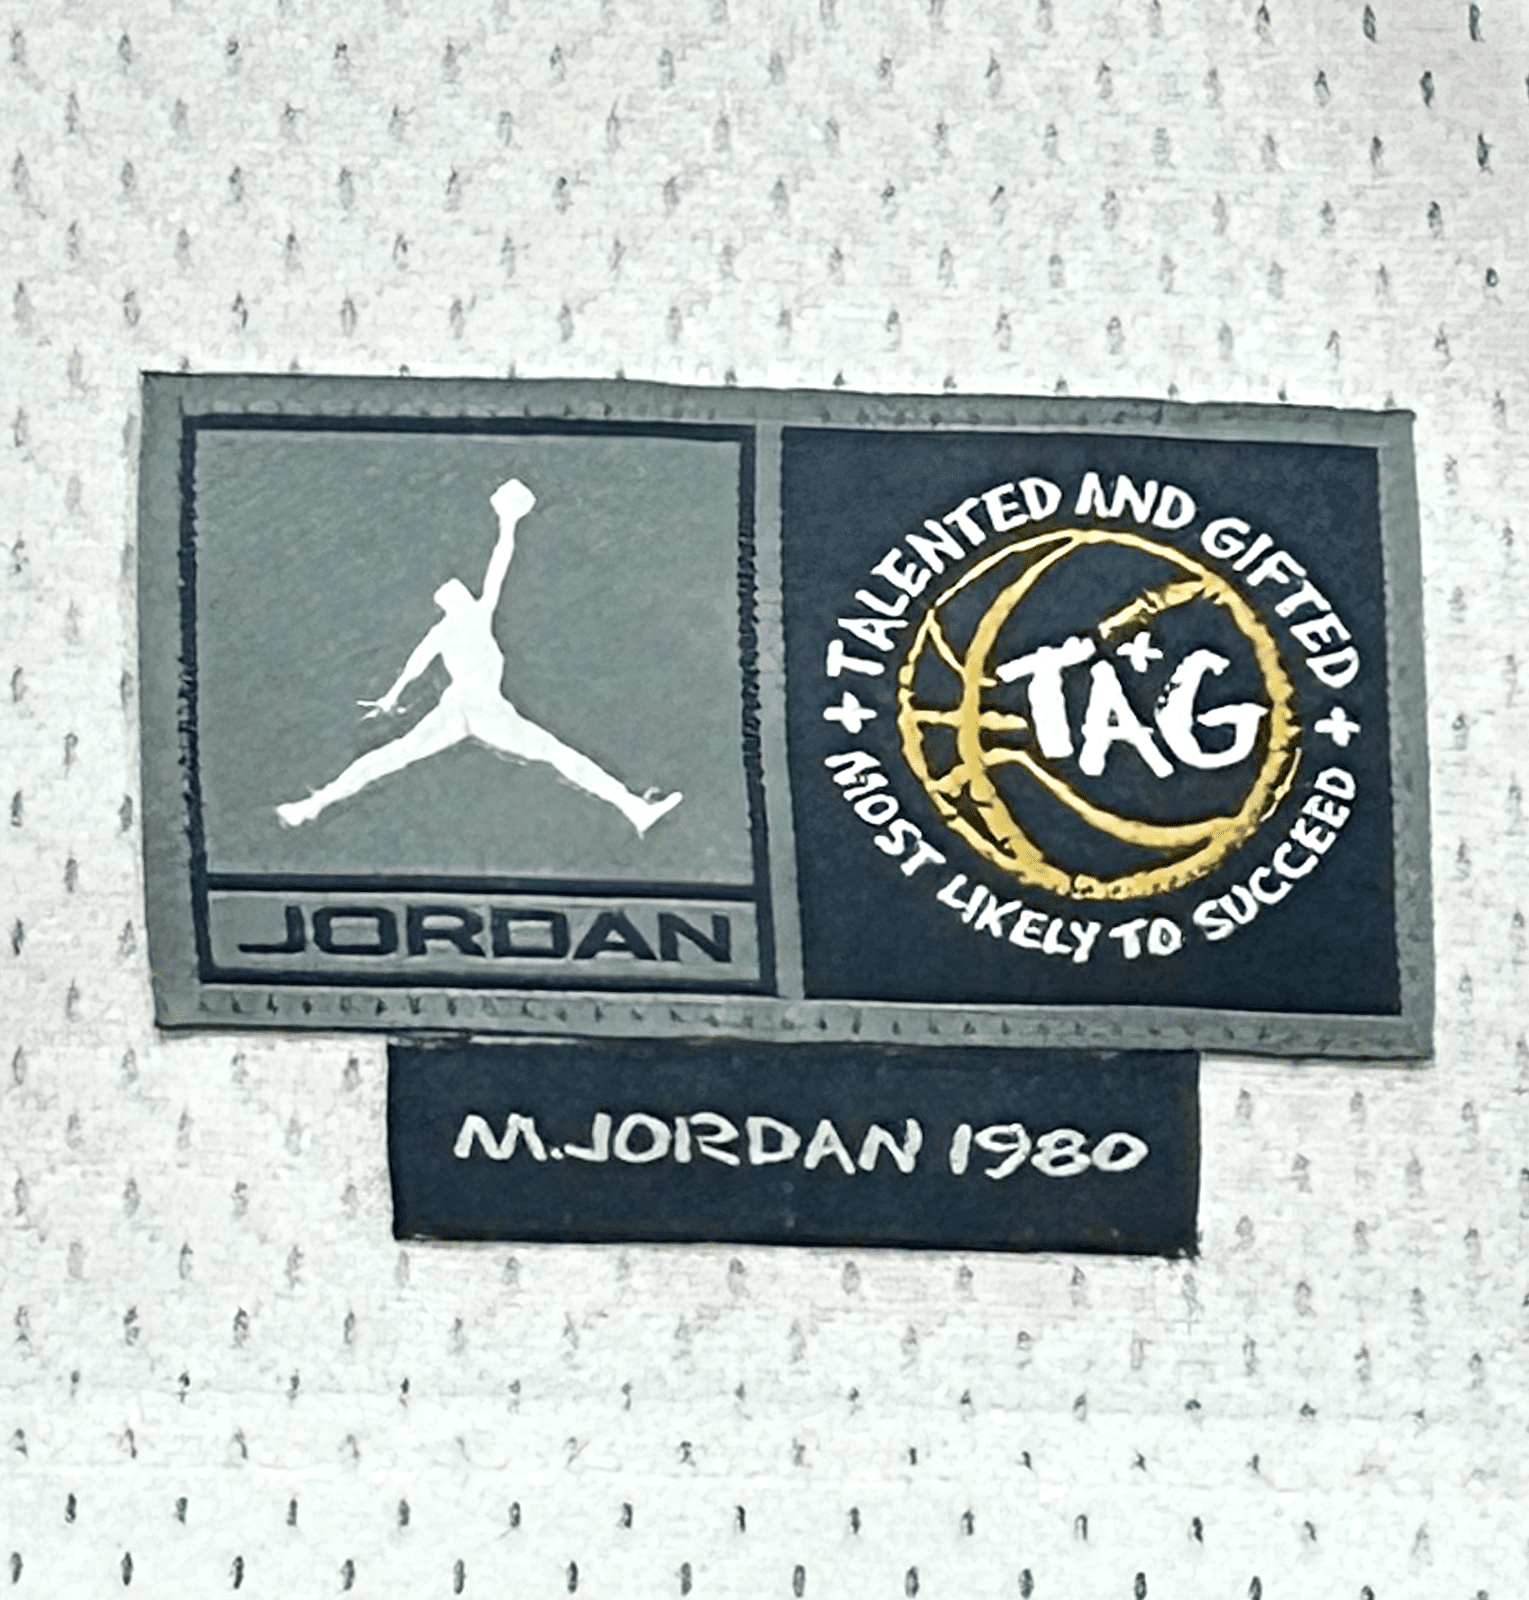 JORDAN
TALENTED AND GIFTED
TAG
MOST LIKELY TO SUCCEED
M.JORDAN 1980